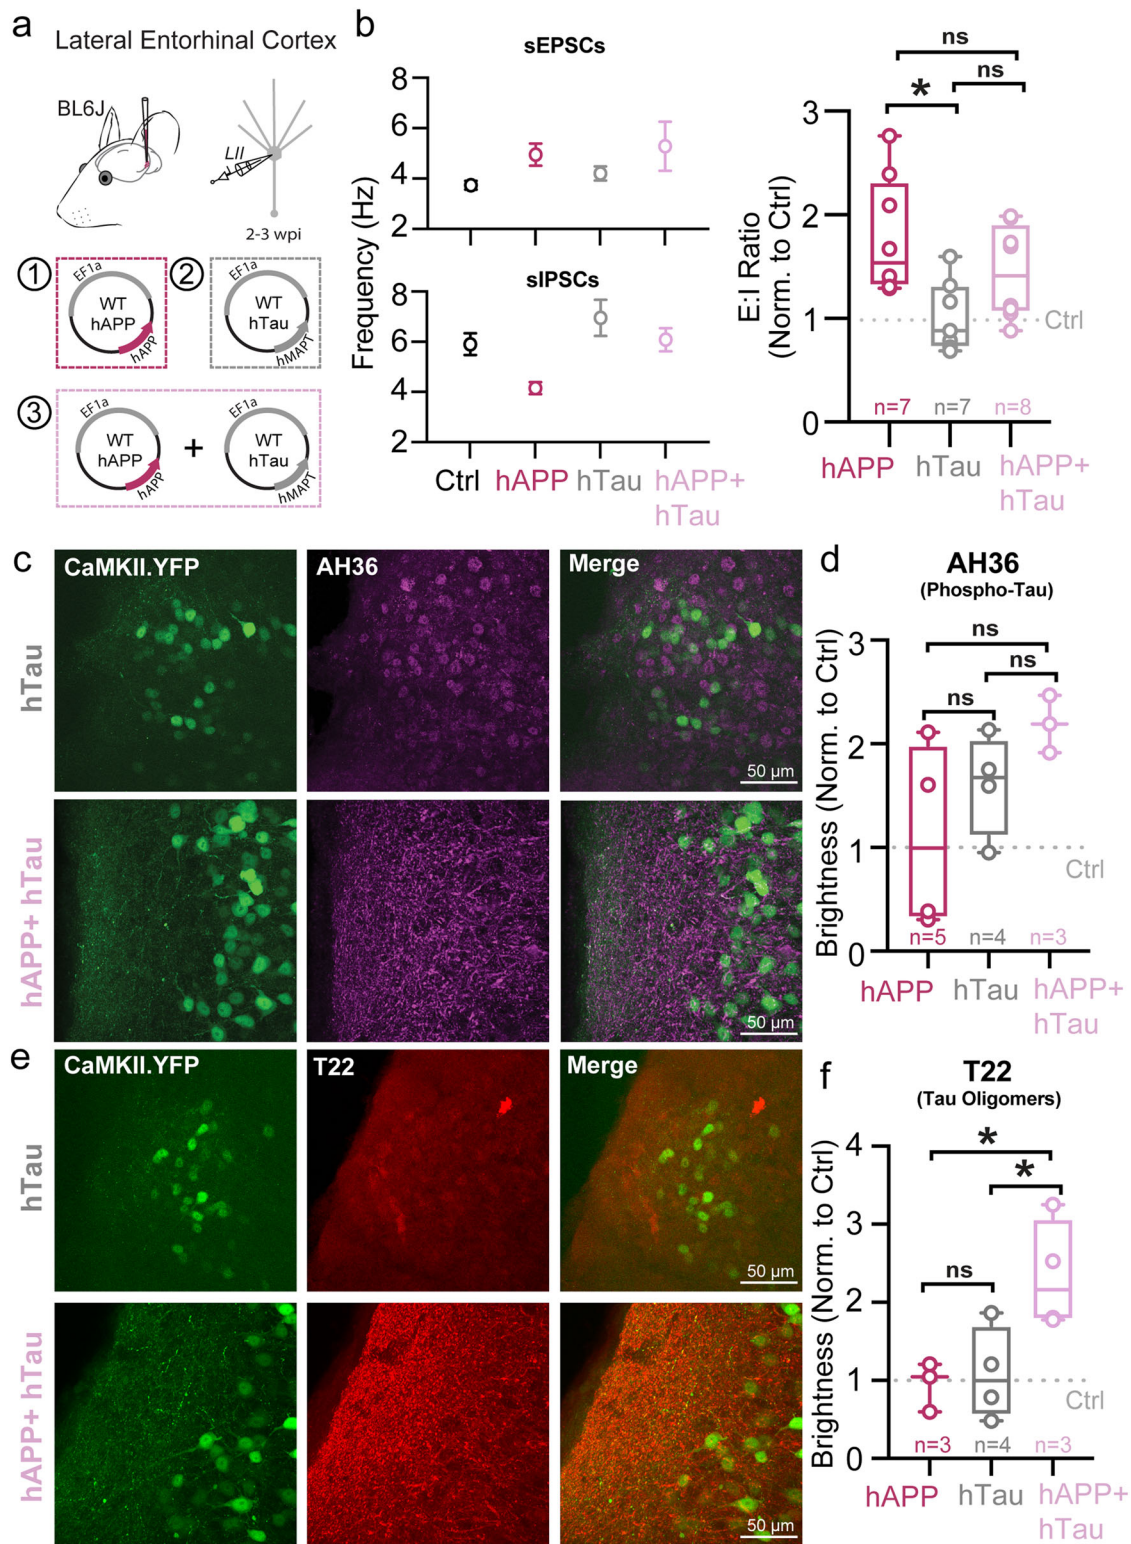 a
Lateral Entorhinal Cortex
BL6J
LII
2-3 wpi
1
EF1a
WT
hAPP
hAPP
2
EF1a
WT
hTau
hMAPT
3
EF1a
WT
hAPP
hAPP
+
EF1a
WT
hTau
hMAPT
b
sEPSCs
8
6
4
2
Frequency (Hz)
sIPSCs
8
6
4
2
Ctrl
hAPP
hTau
hAPP+
hTau
ns
ns
*
3
2
1
0
E:I Ratio
(Norm. to Ctrl)
Ctrl
n=7
n=7
n=8
hAPP
hTau
hAPP+
hTau
c
hTau
CaMKII.YFP
AH36
Merge
50 µm
hAPP+ hTau
50 µm
d
AH36
(Phospho-Tau)
ns
ns
ns
3
2
1
0
Brightness (Norm. to Ctrl)
Ctrl
n=5
n=4
n=3
hAPP
hTau
hAPP+
hTau
e
hTau
CaMKII.YFP
T22
Merge
50 µm
hAPP+ hTau
50 µm
f
T22
(Tau Oligomers)
*
*
ns
4
3
2
1
0
Brightness (Norm. to Ctrl)
Ctrl
n=3
n=4
n=3
hAPP
hTau
hAPP+
hTau